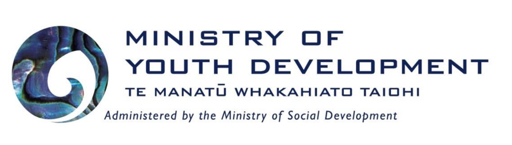 MINISTRY OF
YOUTH DEVELOPMENT
TE MANATŪ WHAKAHIATO TAIOHI
Administered by the Ministry of Social Development